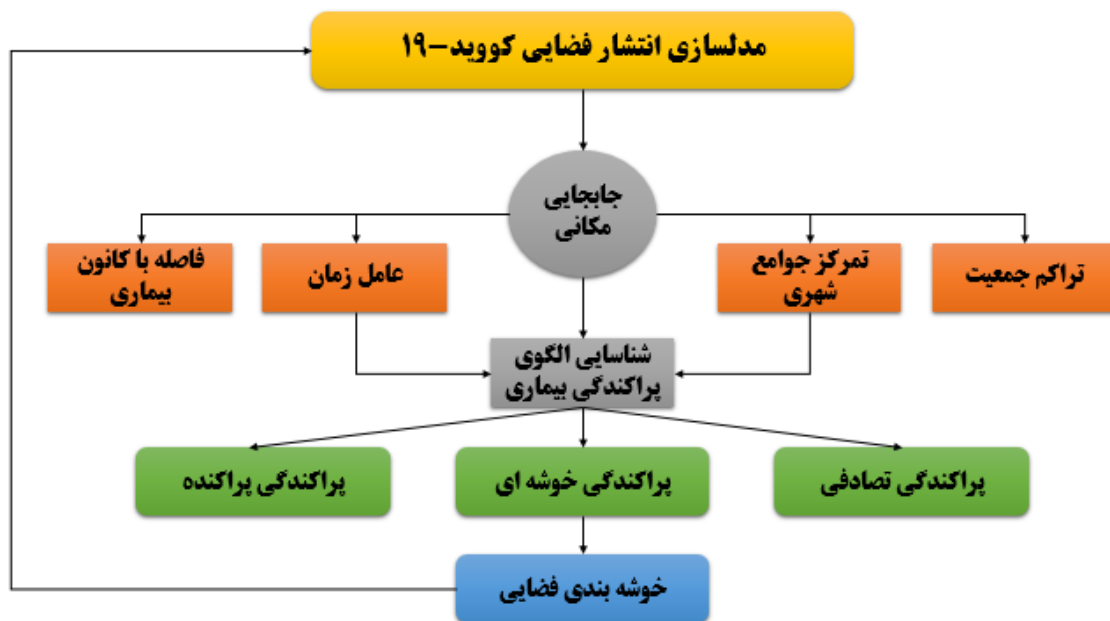 مدلسازی انتشار فضایی کووید-۱۹
جابجایی
مکانی
تراکم جمعیت
تمرکز جوامع
شهری
عامل زمان
فاصله با کانون
بیماری
شناسایی الگوی
پراکندگی بیماری
پراکندگی تصادفی
پراکندگی خوشه ای
پراکندگی پراکنده
خوشه بندی فضایی